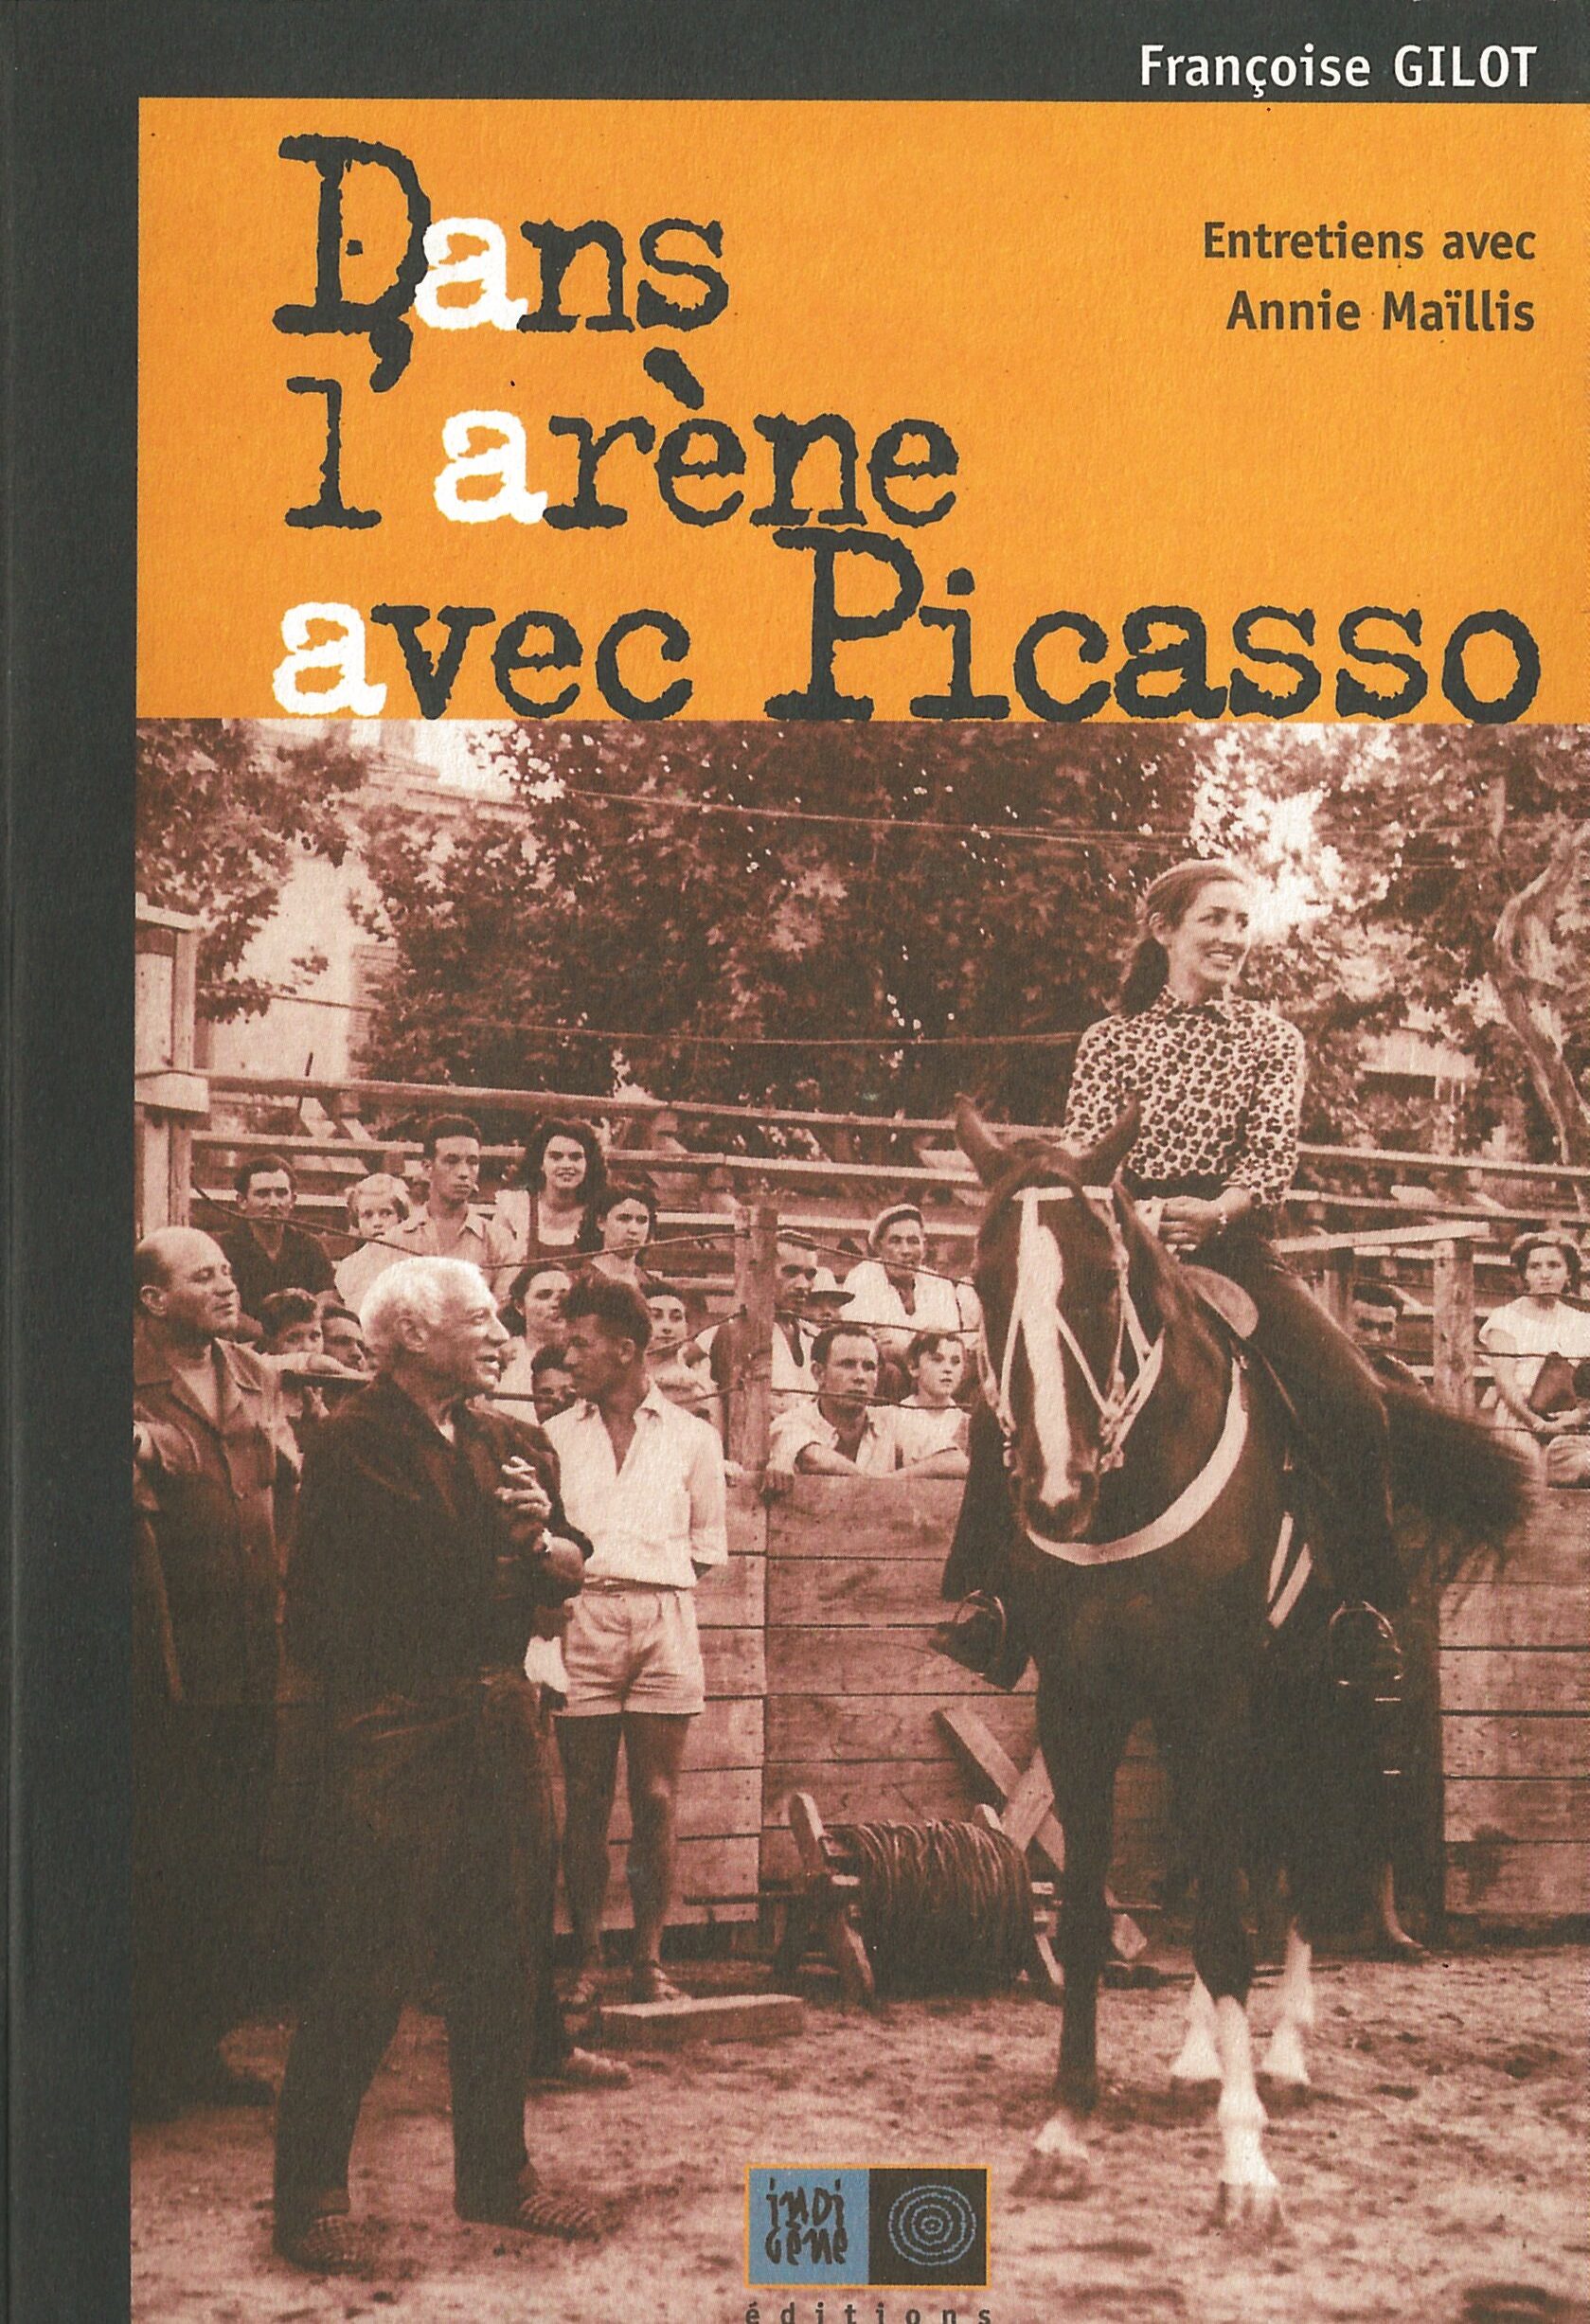 Françoise GILOT
Dans
l'arène
avec Picasso
Entretiens avec
Annie Maïllis
indi
gène
éditions